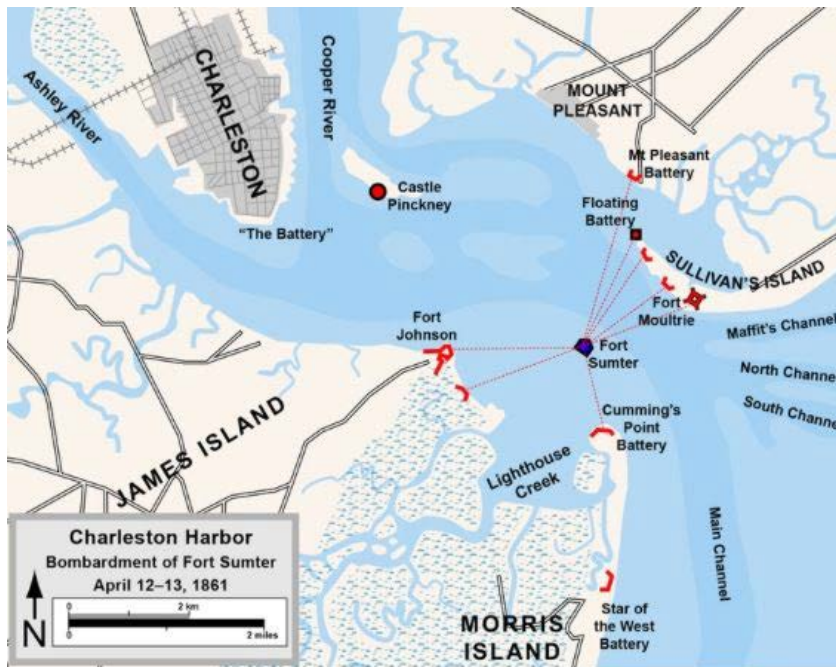 Ashley River
CHARLESTON
Cooper River
MOUNT
PLEASANT
Mt Pleasant
Battery
Castle
Pinckney
Floating
Battery
"The Battery"
SULLIVAN'S ISLAND
Fort
Moultrie
Fort
Johnson
Fort
Sumter
Maffit's Channel
North Channel
South Channel
Cumming's
Point
Battery
JAMES ISLAND
Lighthouse
Creek
Main Channel
Charleston Harbor
Bombardment of Fort Sumter
April 12–13, 1861
0 2 km
0 2 miles
N
MORRIS
ISLAND
Star of
the West
Battery